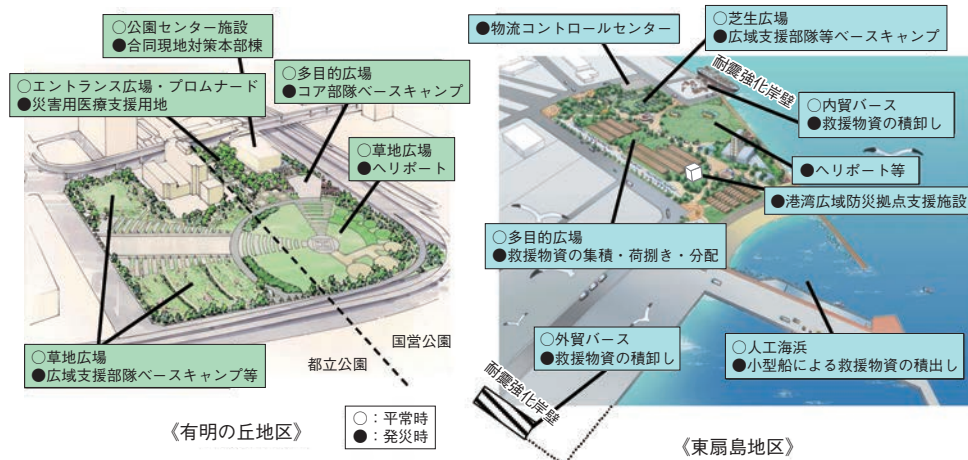 ○公園センター施設
●合同現地対策本部棟
○エントランス広場・プロムナード
●災害用医療支援用地
○多目的広場
●コア部隊ベースキャンプ
○草地広場
●ヘリポート
○草地広場
●広域支援部隊ベースキャンプ等
国営公園
都立公園
《有明の丘地区》
○：平常時
●：発災時
●物流コントロールセンター
○芝生広場
●広域支援部隊等ベースキャンプ
耐震強化岸壁
○内貿バース
●救援物資の積卸し
●ヘリポート等
●港湾広域防災拠点支援施設
○多目的広場
●救援物資の集積・荷捌き・分配
○外貿バース
●救援物資の積卸し
耐震強化岸壁
○人工海浜
●小型船による救援物資の積出し
《東扇島地区》